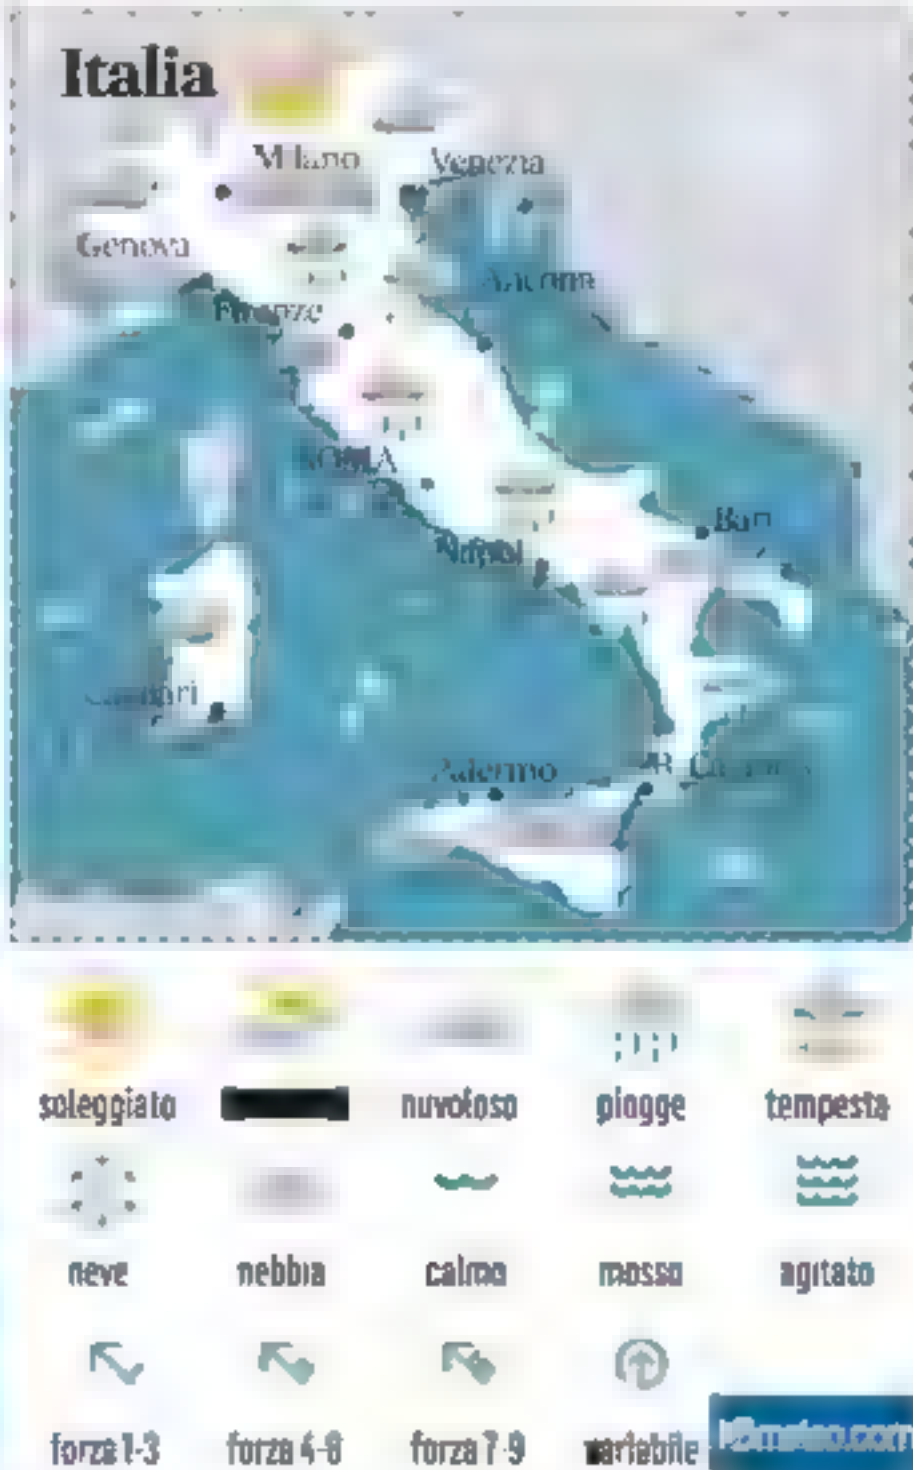 Italia
Milano
Venezia
Genova
Ancona
Firenze
ROMA
Bari
Napoli
Cagliari
Palermo
soleggiato
nuvoloso
piogge
tempesta
neve
nebbia
calmo
mosso
agitato
forza 1-3
forza 4-6
forza 7-9
variabile